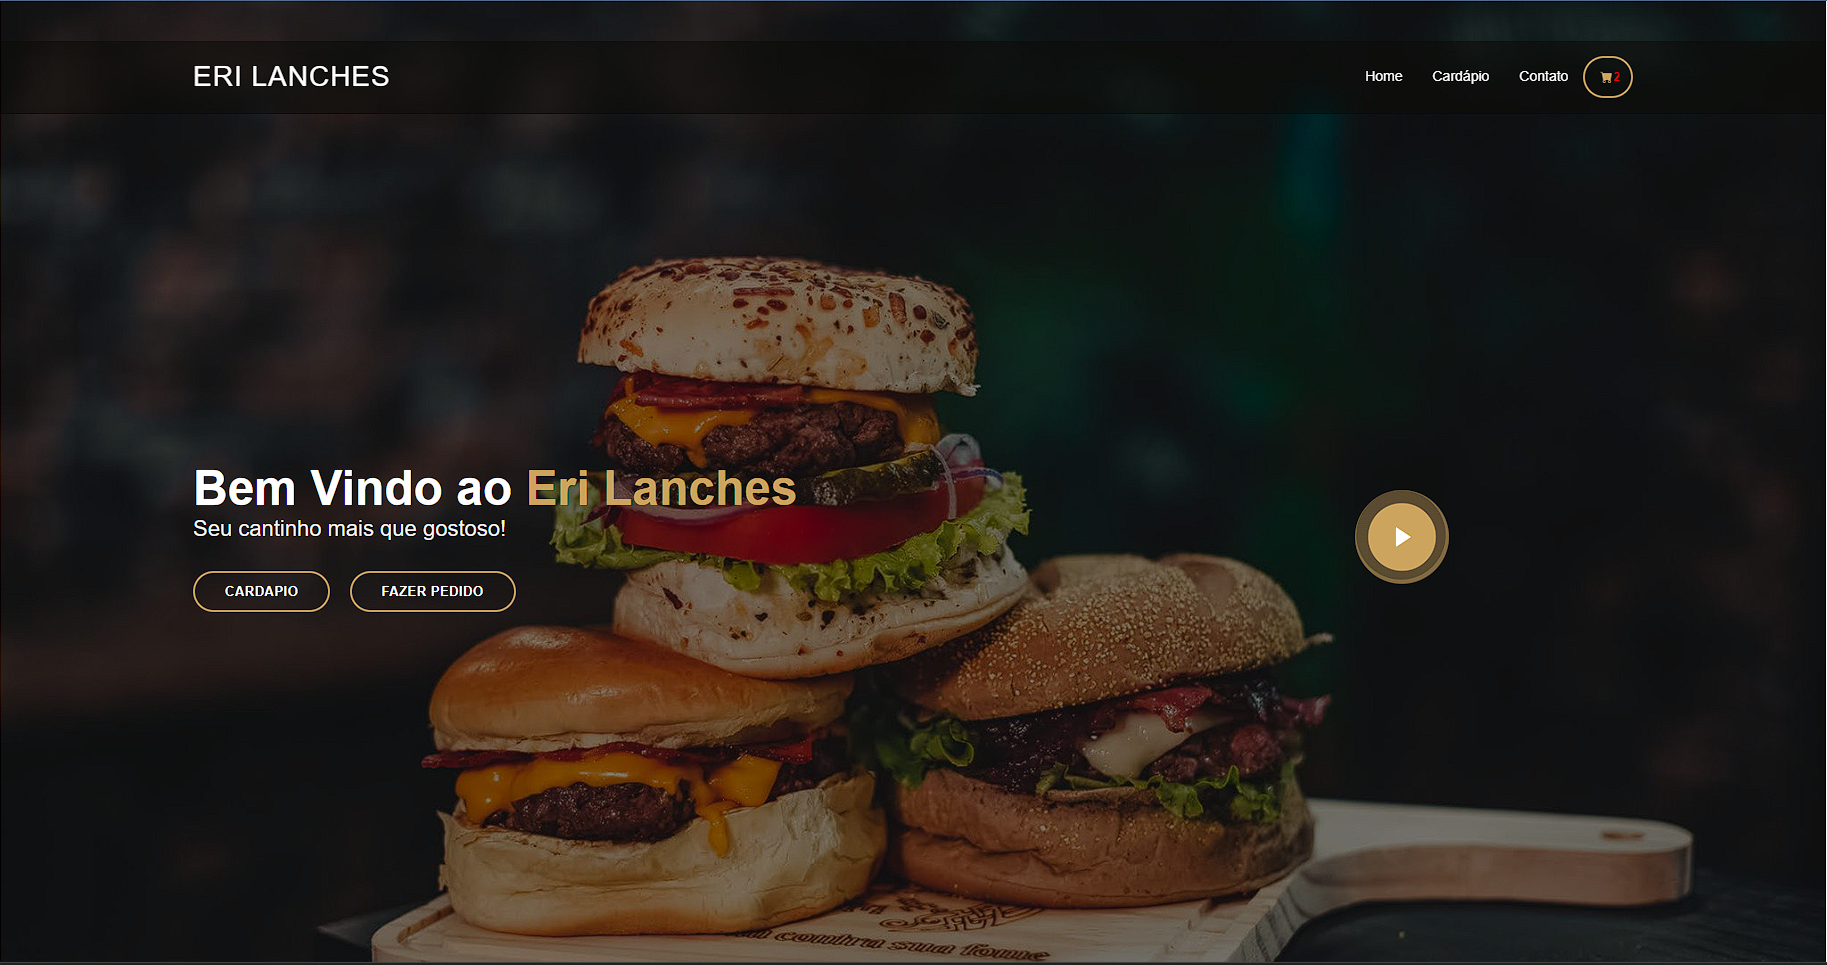 ERI LANCHES
Home Cardápio Contato 2
Bem Vindo ao Eri Lanches
Seu cantinho mais que gostoso!
CARDAPIO FAZER PEDIDO
contra sua fome